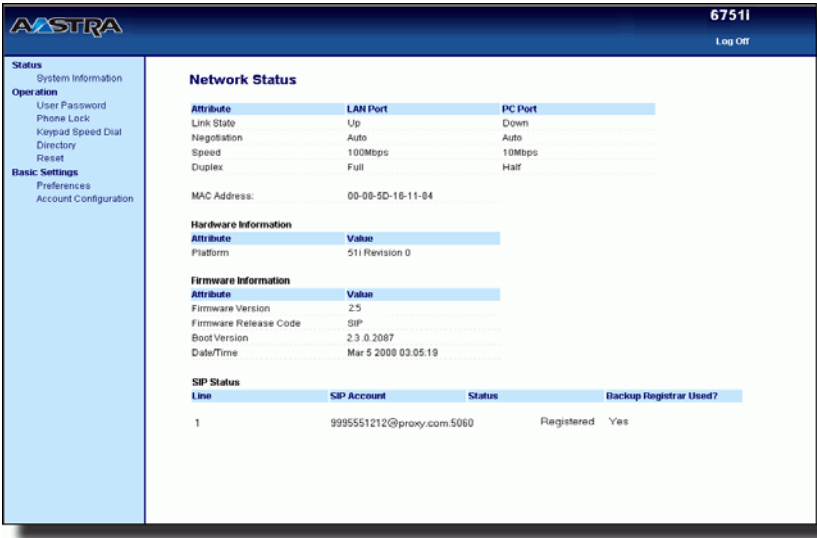 AASTRA
6751i
Log Off
Status
System Information
Operation
User Password
Phone Lock
Keypad Speed Dial
Directory
Reset
Basic Settings
Preferences
Account Configuration
Network Status
Attribute LAN Port PC Port
Link State Up Down
Negotiation Auto Auto
Speed 100Mbps 10Mbps
Duplex Full Half
MAC Address: 00-08-5D-16-11-84
Hardware Information
Attribute Value
Platform 51i Revision 0
Firmware Information
Attribute Value
Firmware Version 2.5
Firmware Release Code SIP
Boot Version 2.3.0.2087
Date/Time Mar 5 2008 03:05:19
SIP Status
Line SIP Account Status Backup Registrar Used?
1 9995551212@proxy.com:5060 Registered Yes